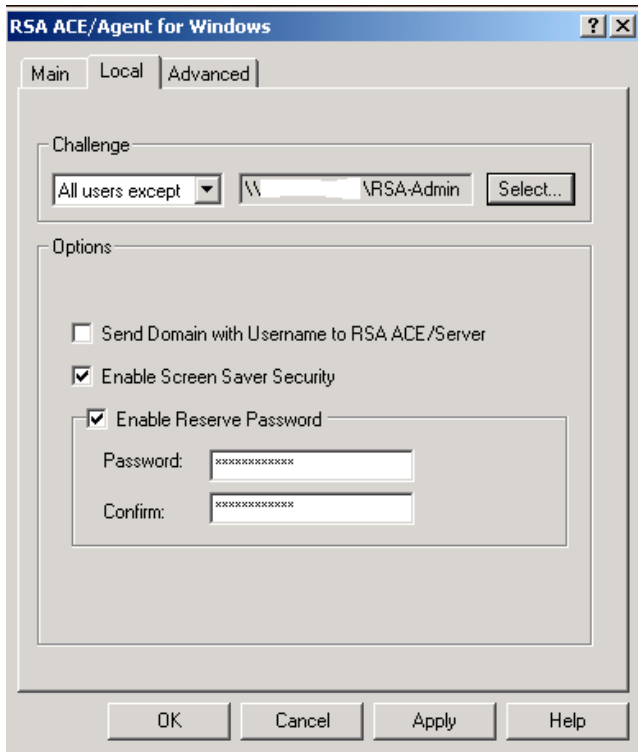 RSA ACE/Agent for Windows
Main Local Advanced
Challenge
All users except \\ \RSA-Admin Select...
Options
Send Domain with Username to RSA ACE/Server
Enable Screen Saver Security
Enable Reserve Password
Password: ************
Confirm: ************
OK Cancel Apply Help